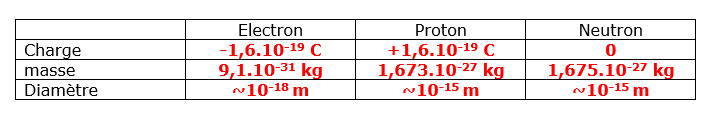 Electron Proton Neutron
Charge -1,6.10-19 C +1,6.10-19 C 0
masse 9,1.10-31 kg 1,673.10-27 kg 1,675.10-27 kg
Diamètre ~10-18 m ~10-15 m ~10-15 m